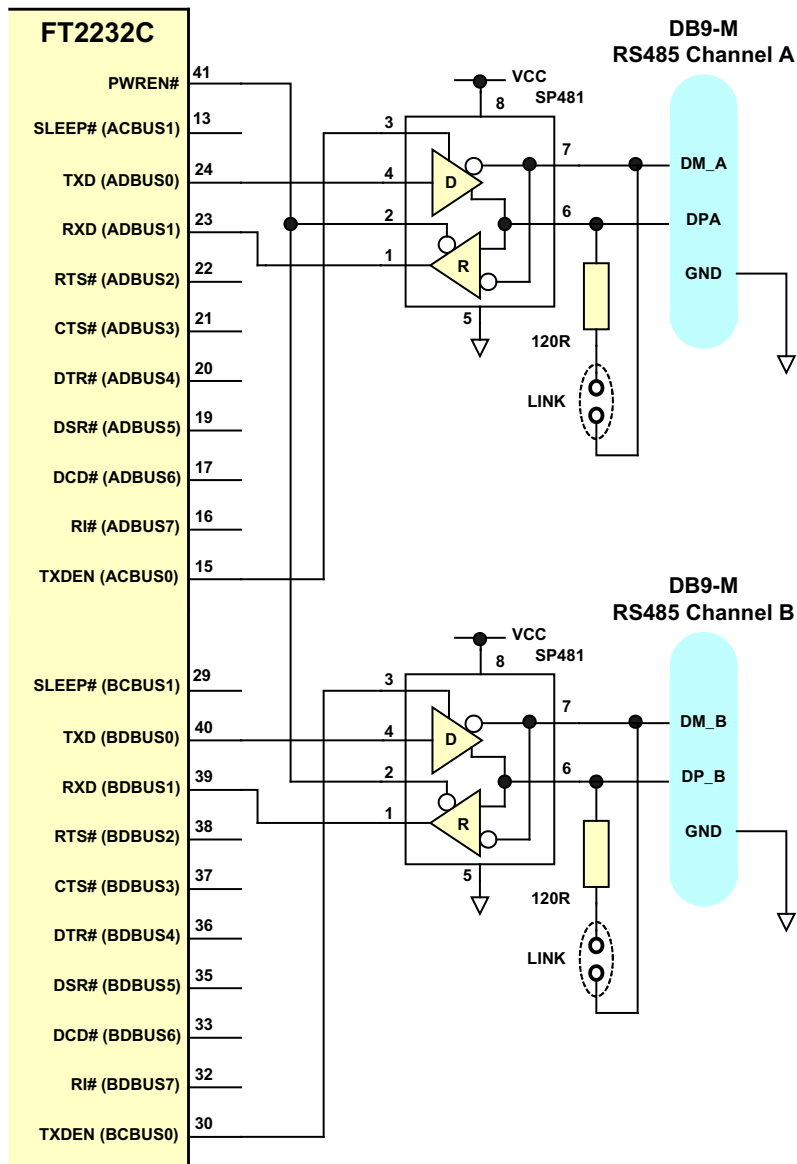 FT2232C
PWREN# 41
SLEEP# (ACBUS1) 13
TXD (ADBUS0) 24
RXD (ADBUS1) 23
RTS# (ADBUS2) 22
CTS# (ADBUS3) 21
DTR# (ADBUS4) 20
DSR# (ADBUS5) 19
DCD# (ADBUS6) 17
RI# (ADBUS7) 16
TXDEN (ACBUS0) 15
SLEEP# (BCBUS1) 29
TXD (BDBUS0) 40
RXD (BDBUS1) 39
RTS# (BDBUS2) 38
CTS# (BDBUS3) 37
DTR# (BDBUS4) 36
DSR# (BDBUS5) 35
DCD# (BDBUS6) 33
RI# (BDBUS7) 32
TXDEN (BCBUS0) 30
VCC
8
SP481
3
4
2
1
D
R
7
6
5
120R
LINK
DB9-M
RS485 Channel A
DM_A
DPA
GND
VCC
8
SP481
3
4
2
1
D
R
7
6
5
120R
LINK
DB9-M
RS485 Channel B
DM_B
DP_B
GND